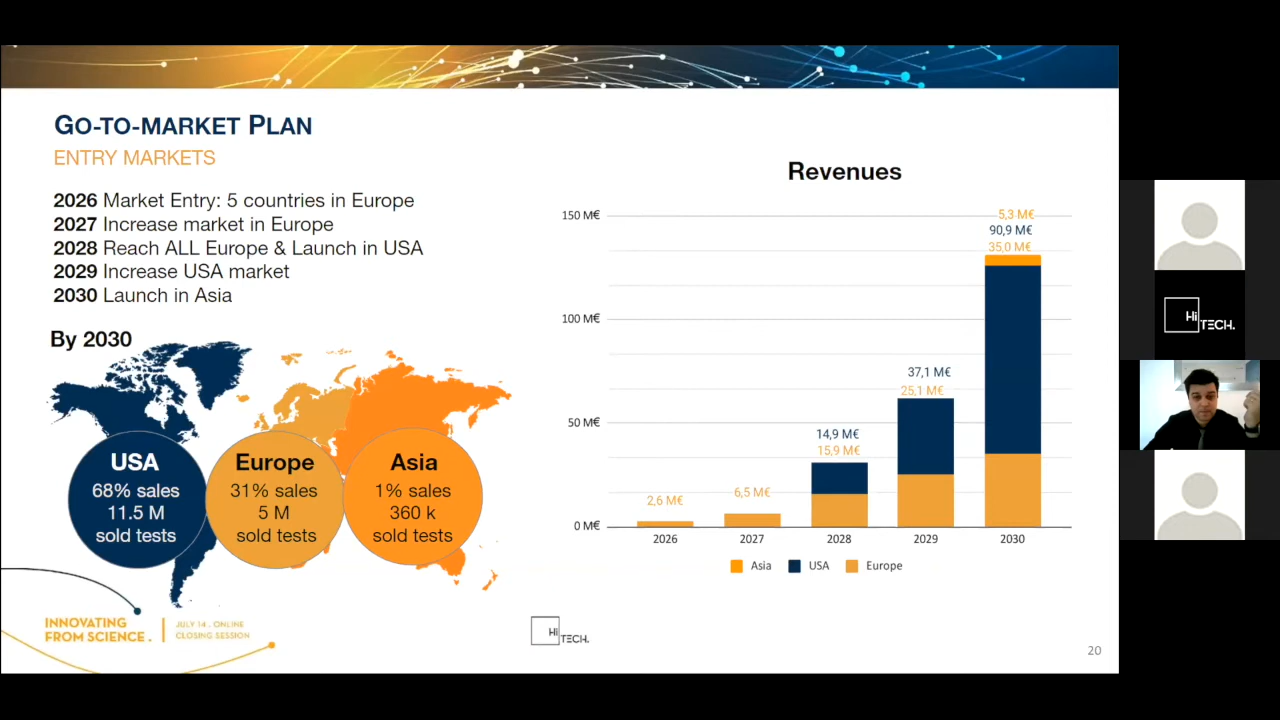 GO-TO-MARKET PLAN
ENTRY MARKETS
2026 Market Entry: 5 countries in Europe
2027 Increase market in Europe
2028 Reach ALL Europe & Launch in USA
2029 Increase USA market
2030 Launch in Asia
By 2030
USA
68% sales
11.5 M
sold tests
Europe
31% sales
5 M
sold tests
Asia
1% sales
360 k
sold tests
Revenues
150 M€
100 M€
50 M€
0 M€
2,6 M€
6,5 M€
14,9 M€
15,9 M€
37,1 M€
25,1 M€
5,3 M€
90,9 M€
35,0 M€
2026 2027 2028 2029 2030
Asia USA Europe
INNOVATING
FROM SCIENCE.
JULY 14. ONLINE
CLOSING SESSION
Hi
TECH.
20
Hi
TECH.